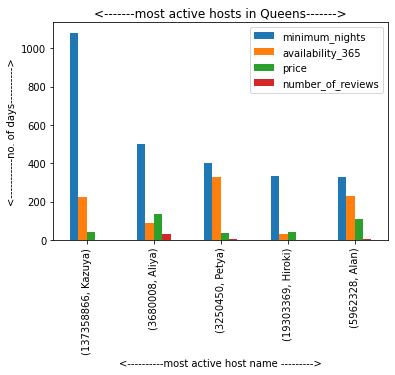 <-------most active hosts in Queens------->
minimum_nights
availability_365
price
number_of_reviews
<----------no. of days---------->
1000
800
600
400
200
0
(137358866, Kazuya)
(3680008, Aliya)
(3250450, Petya)
(19303369, Hiroki)
(5962328, Alan)
<----------most active host name --------->